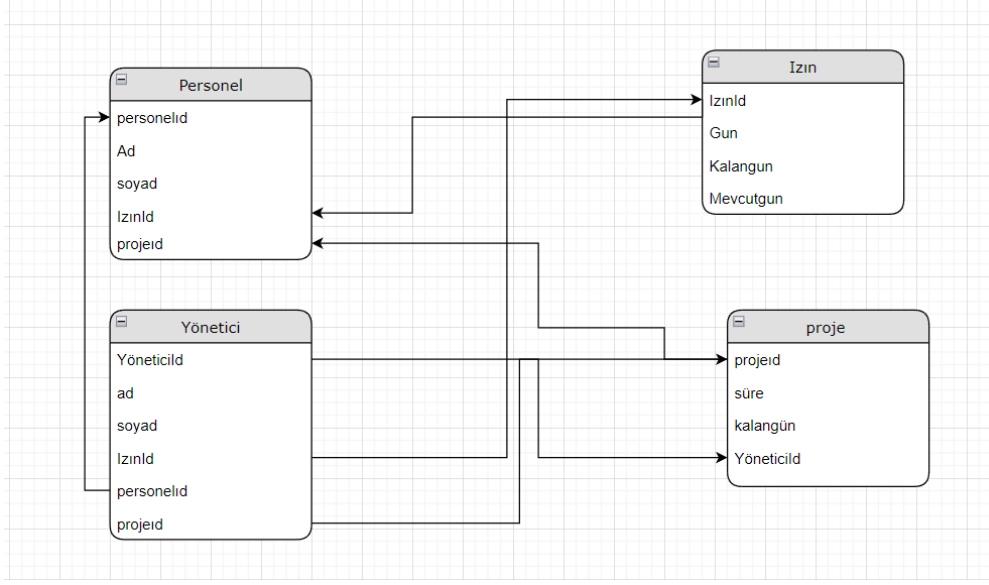 Personel
personelıd
Ad
soyad
IzınId
projeıd
Izın
IzınId
Gun
Kalangun
Mevcutgun
Yönetici
YöneticiId
ad
soyad
IzınId
personelıd
projeıd
proje
projeıd
süre
kalangün
YöneticiId